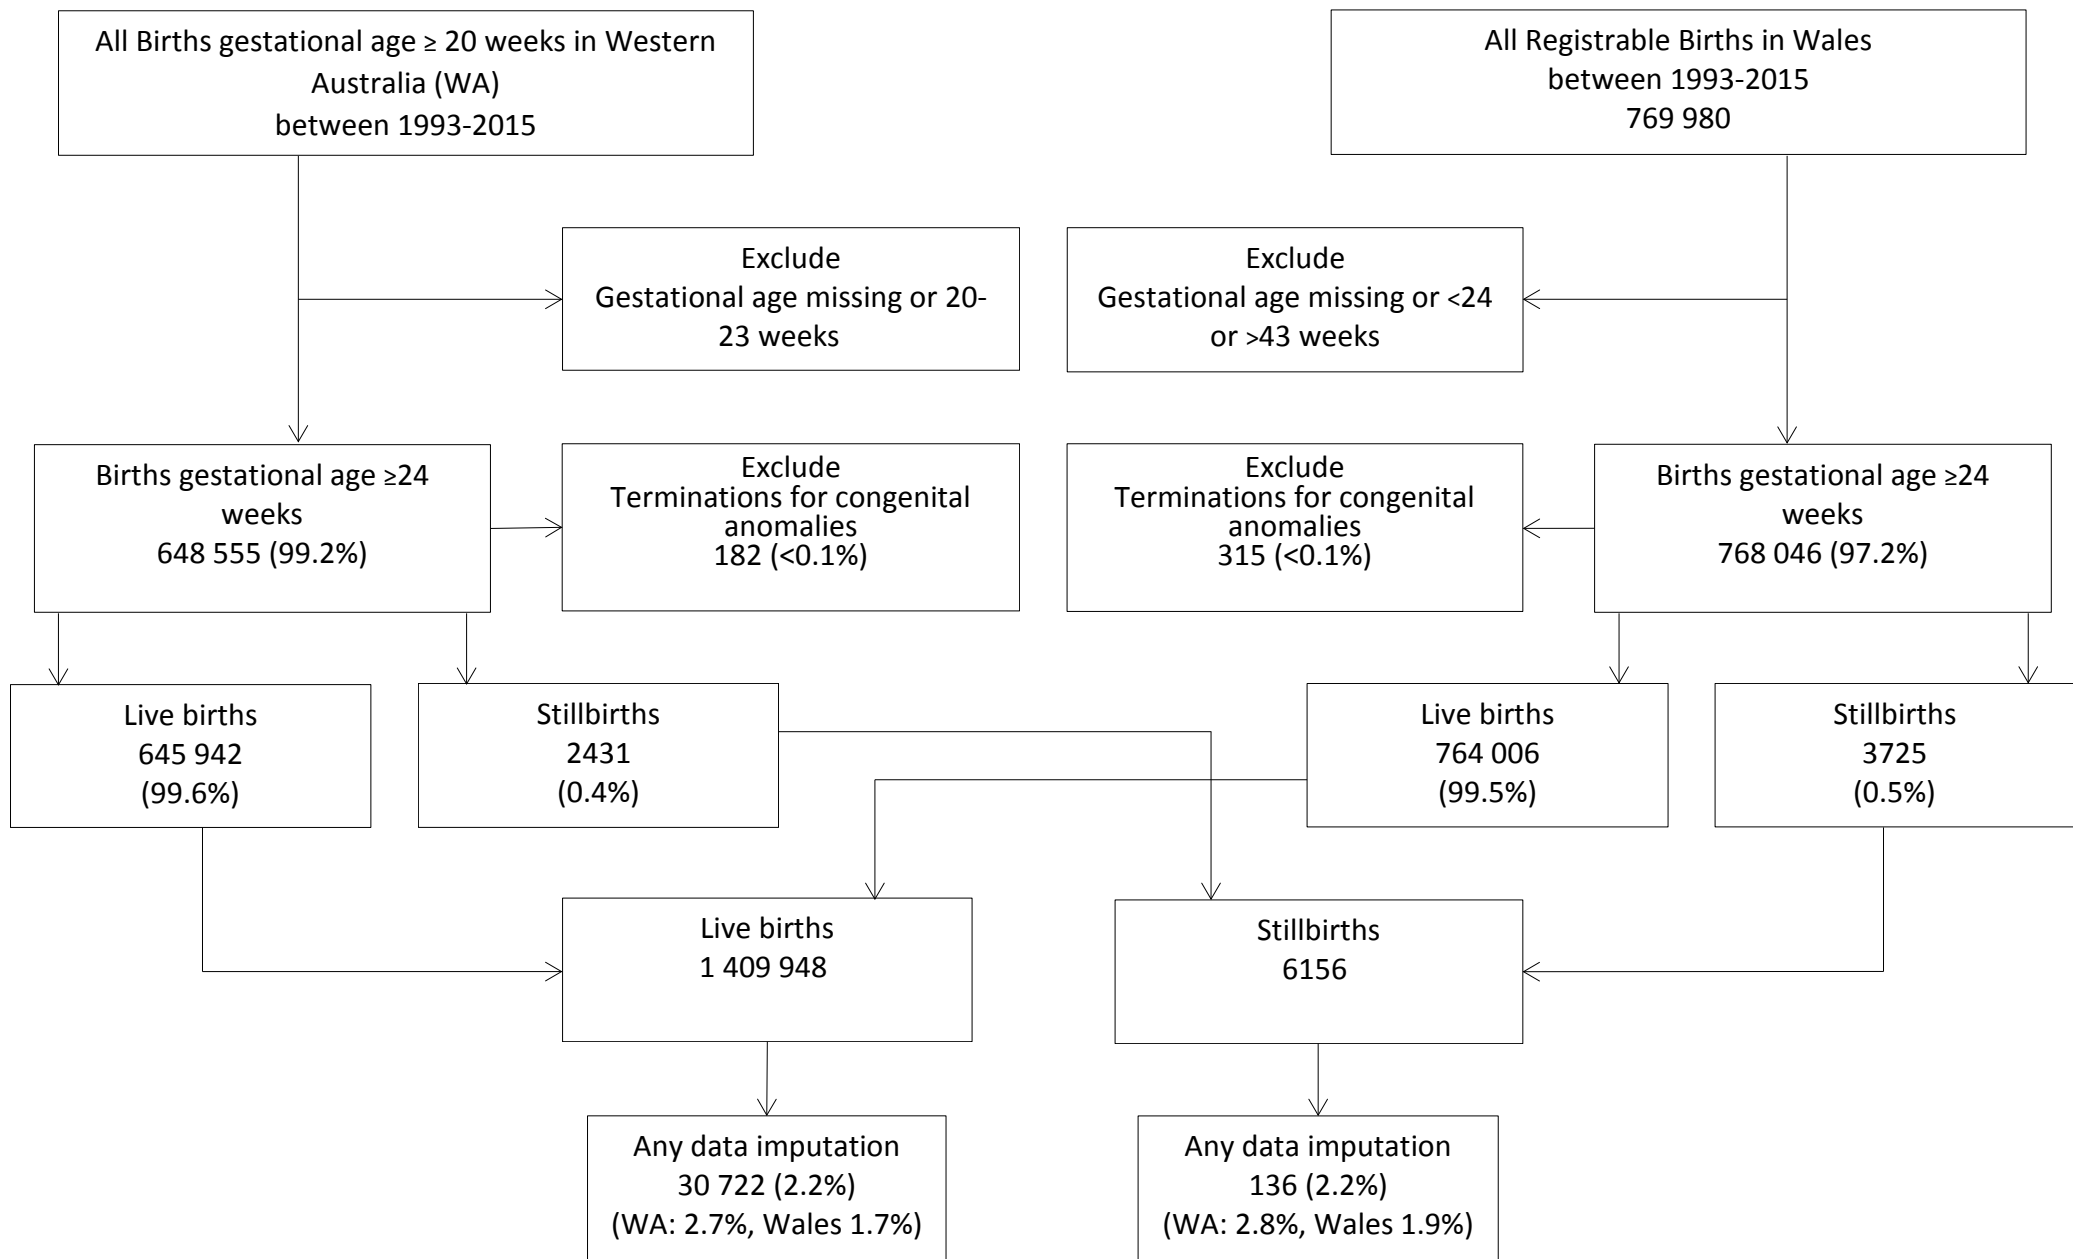 All Births gestational age ≥ 20 weeks in Western
Australia (WA)
between 1993-2015
All Registrable Births in Wales
between 1993-2015
769 980
Exclude
Gestational age missing or 20-
23 weeks
Exclude
Gestational age missing or <24
or >43 weeks
Births gestational age ≥24
weeks
648 555 (99.2%)
Exclude
Terminations for congenital
anomalies
182 (<0.1%)
Exclude
Terminations for congenital
anomalies
315 (<0.1%)
Births gestational age ≥24
weeks
768 046 (97.2%)
Live births
645 942
(99.6%)
Stillbirths
2431
(0.4%)
Live births
764 006
(99.5%)
Stillbirths
3725
(0.5%)
Live births
1 409 948
Stillbirths
6156
Any data imputation
30 722 (2.2%)
(WA: 2.7%, Wales 1.7%)
Any data imputation
136 (2.2%)
(WA: 2.8%, Wales 1.9%)